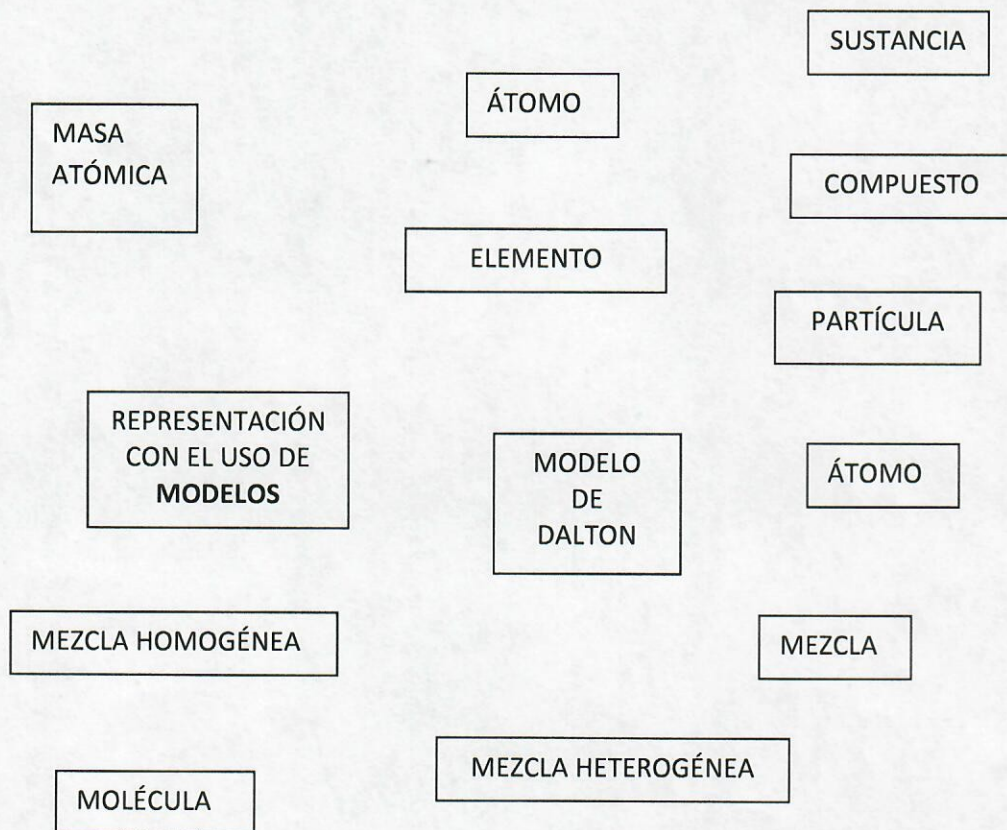 SUSTANCIA
ÁTOMO
MASA
ATÓMICA
COMPUESTO
ELEMENTO
PARTÍCULA
REPRESENTACIÓN
CON EL USO DE
MODELOS
MODELO
DE
DALTON
ÁTOMO
MEZCLA HOMOGÉNEA
MEZCLA
MEZCLA HETEROGÉNEA
MOLÉCULA